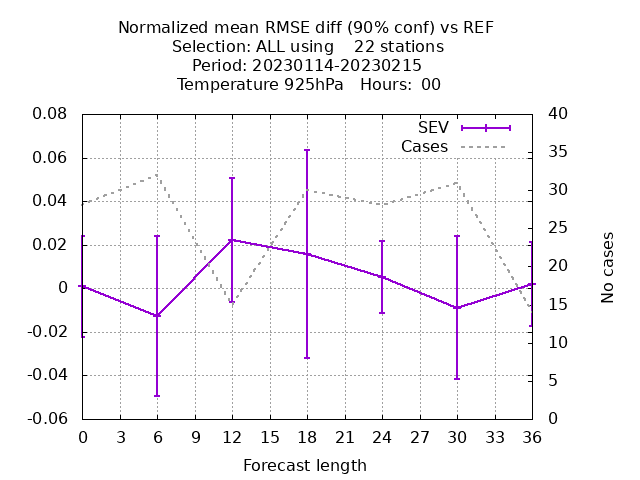 Normalized mean RMSE diff (90% conf) vs REF
Selection: ALL using    22 stations
Period: 20230114-20230215
Temperature 925hPa   Hours:  00
0.08
0.06
0.04
0.02
0
-0.02
-0.04
-0.06
SEV
Cases
40
35
30
25
20
15
10
5
0
No cases
0 3 6 9 12 15 18 21 24 27 30 33 36
Forecast length